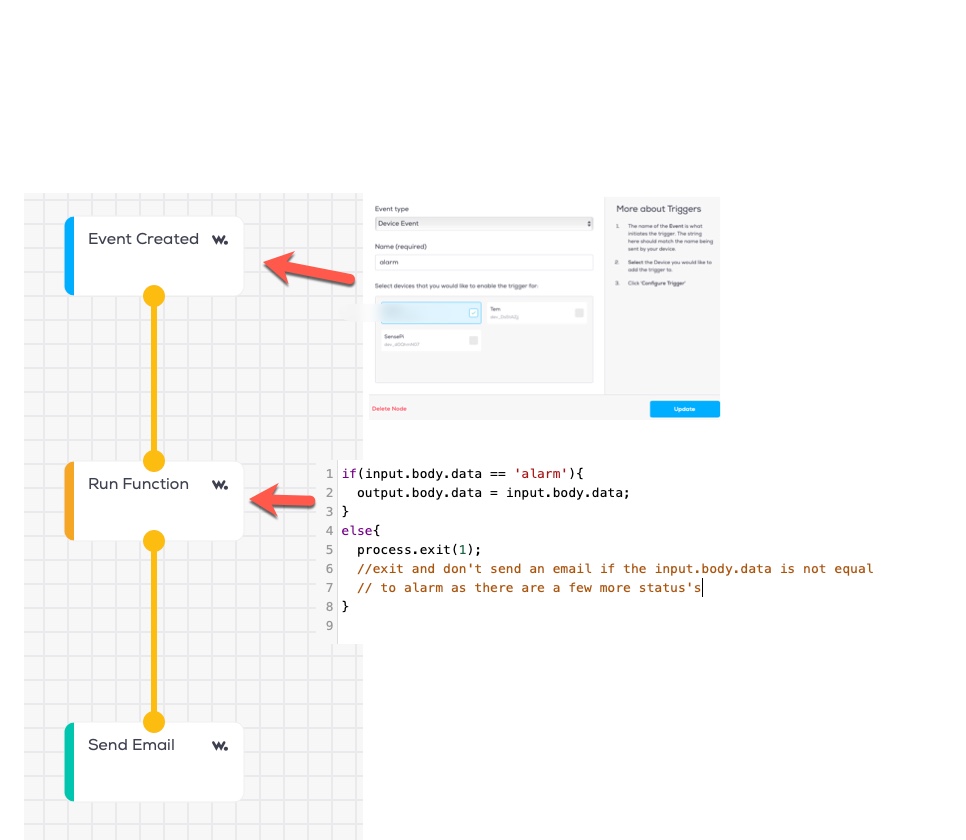 Event Created
Event type
Device Event
Name (required)
alarm
Select devices that you would like to enable the trigger for:
Tem
SensePi
Delete Node
More about Triggers
1. The name of the Event is what
initiates the trigger. The string
here should match the name being
sent by your device.
2. Select the Device you would like to
add the trigger to.
3. Click 'Configure Trigger'
Update
Run Function
1 if(input.body.data == 'alarm'){
2 output.body.data = input.body.data;
3 }
4 else{
5 process.exit(1);
6 //exit and don't send an email if the input.body.data is not equal
7 // to alarm as there are a few more status's
8 }
9
Send Email